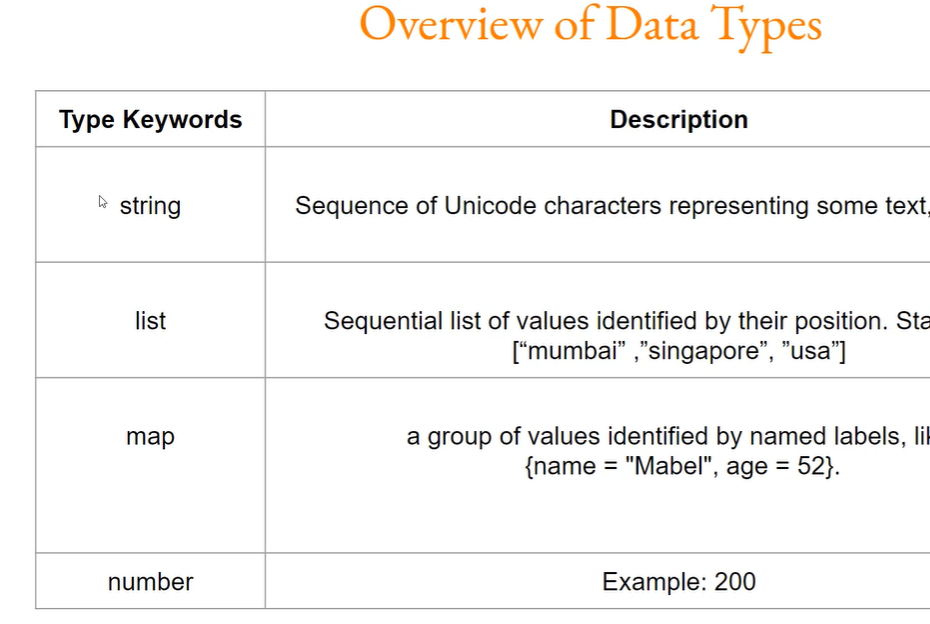 Overview of Data Types
Type Keywords
Description
string
Sequence of Unicode characters representing some text,
list
Sequential list of values identified by their position.
[“mumbai” ,”singapore”, ”usa”]
map
a group of values identified by named labels,
{name = "Mabel", age = 52}.
number
Example: 200